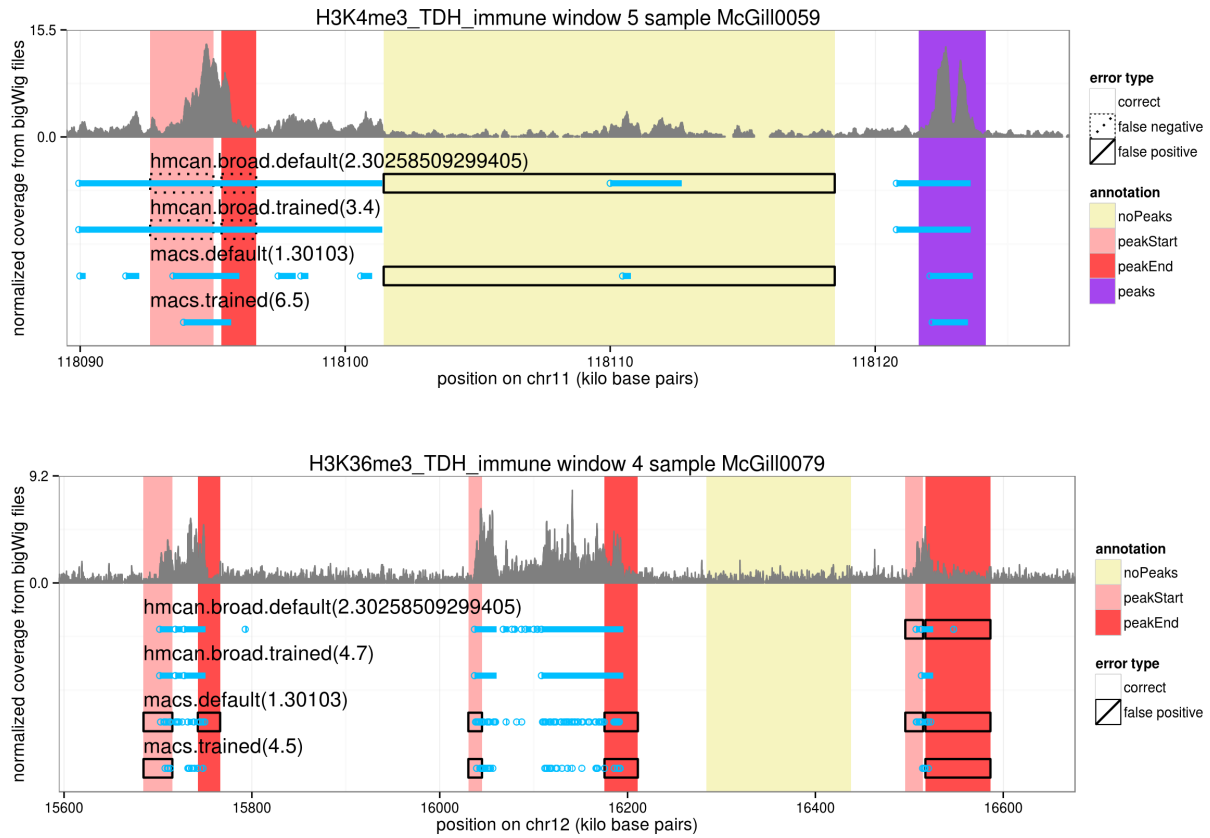 H3K4me3_TDH_immune window 5 sample McGill0059
15.5
0.0
normalized coverage from bigWig files
hmcan.broad.default(2.30258509299405)
hmcan.broad.trained(3.4)
macs.default(1.30103)
macs.trained(6.5)
118090 118100 118110 118120
position on chr11 (kilo base pairs)
error type
correct
false negative
false positive
annotation
noPeaks
peakStart
peakEnd
peaks
H3K36me3_TDH_immune window 4 sample McGill0079
9.2
0.0
normalized coverage from bigWig files
hmcan.broad.default(2.30258509299405)
hmcan.broad.trained(4.7)
macs.default(1.30103)
macs.trained(4.5)
15600 15800 16000 16200 16400 16600
position on chr12 (kilo base pairs)
annotation
noPeaks
peakStart
peakEnd
error type
correct
false positive